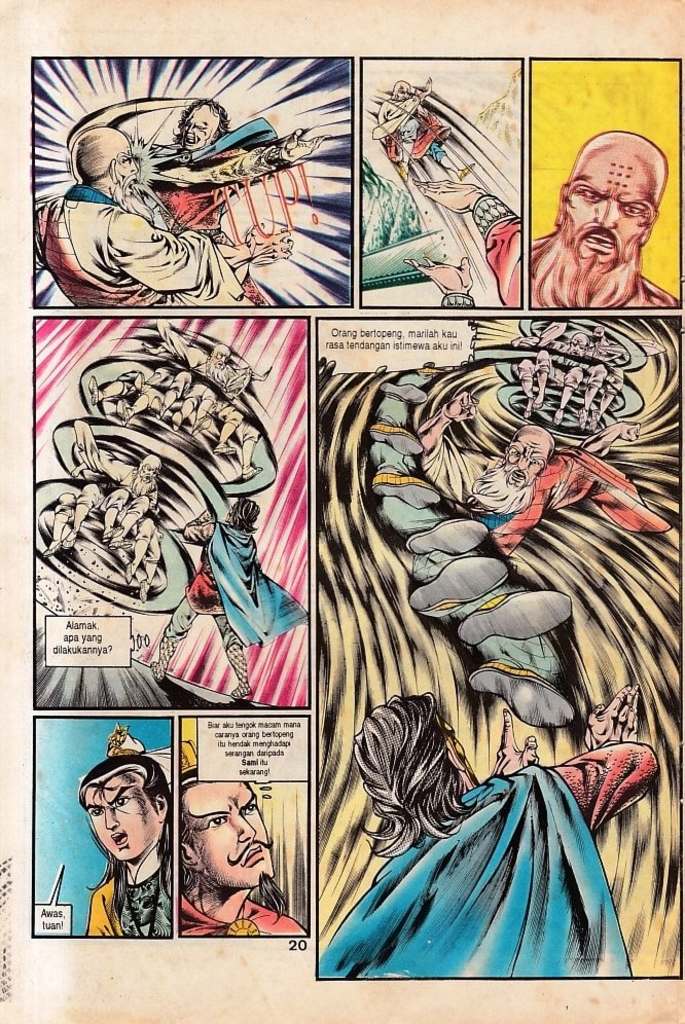 TUP!
Alamak,
apa yang
dilakukannya?
Orang bertopeng, marilah kau
rasa tendangan istimewa aku ini!
Awas,
tuan!
Biar aku tengok macam mana
caranya orang bertopeng
itu hendak menghadapi
serangan daripada
Sami itu
sekarang!
20